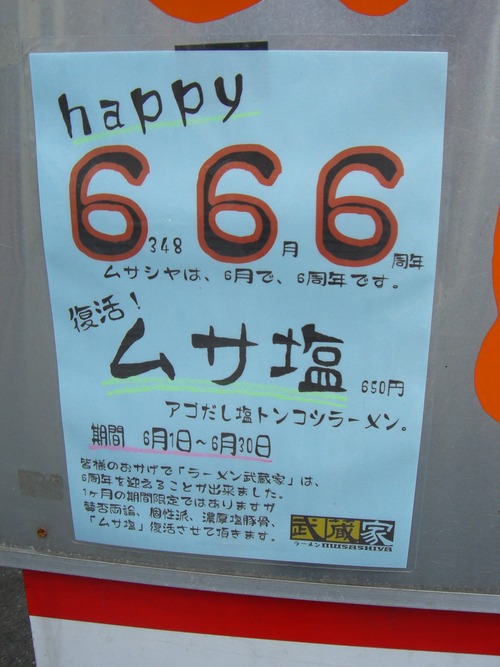 happy
6348 6月 6周年
ムサシヤは、6月で、6周年です。
復活！
ムサ塩 650円
アゴだし塩トンコツラーメン。
期間 6月1日～6月30日
皆様のおかげで「ラーメン武蔵家」は、
6周年を迎えることが出来ました。
1ヶ月の期間限定ではありますが
賛否両論、個性派、濃厚塩豚骨、
「ムサ塩」復活させて頂きます。
武蔵家
ラーメン musashiya